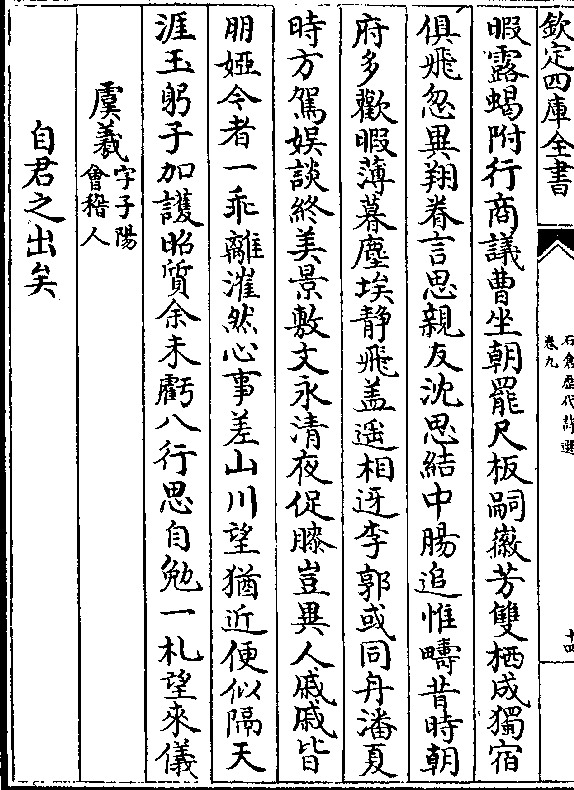 欽定四庫全書
石倉歷代詩選
卷九
十四
暇露蝎附行商議曹坐朝罷尺板嗣徽芳雙栖成獨宿
俱飛忽異翔眷言思親友沈思結中腸追惟疇昔時朝
府多歡暇薄暮塵埃靜飛盖遥相迓李郭或同舟潘夏
時方駕娱談終美景敷文永清夜促膝豈異人戚戚皆
朋婭今者一乖離漼然心事差山川望猶近便似隔天
涯玉躬子加護昭質余未虧八行思自勉一札望來儀
虞羲字子陽
會稽人
自君之出矣